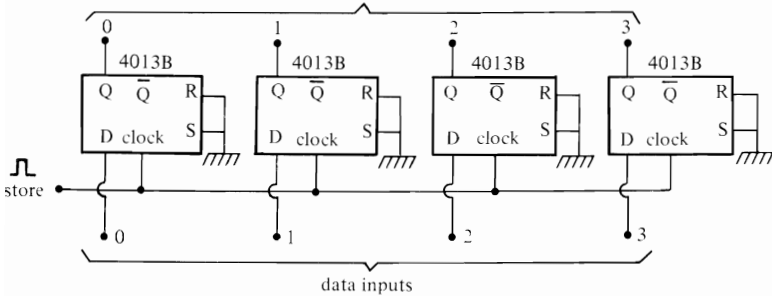 0 1 2 3
4013B 4013B 4013B 4013B
Q Q R Q Q R Q Q R Q Q R
S S S S
D clock D clock D clock D clock
store
0 1 2 3
data inputs